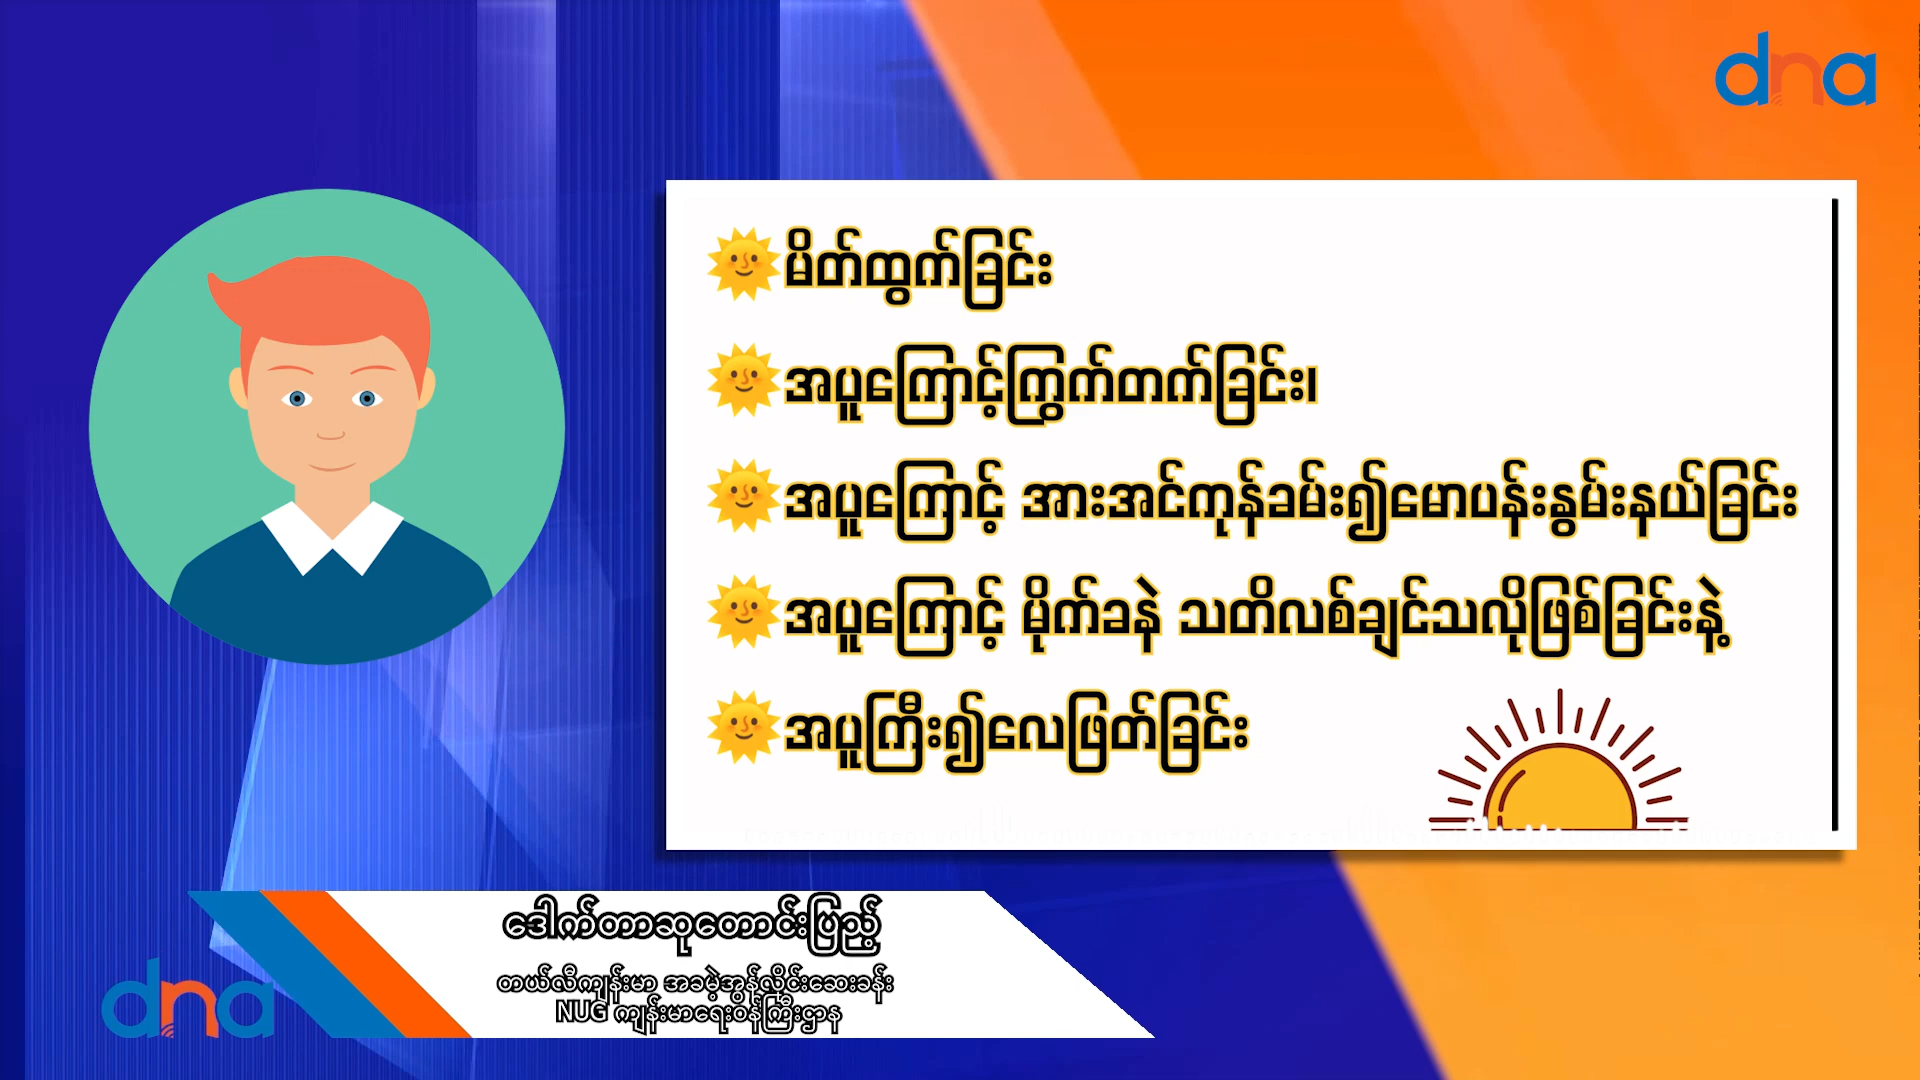 dna
မိတ်ထွက်ခြင်း
အပူကြောင့်ကြွက်တက်ခြင်း၊
အပူကြောင့် အားအင်ကုန်ခမ်း၍မောပန်းနွမ်းနယ်ခြင်း
အပူကြောင့် မိုက်ခနဲ သတိလစ်ချင်သလိုဖြစ်ခြင်းနဲ့
အပူကြီး၍လေဖြတ်ခြင်း
ဒေါက်တာဆုတောင်းပြည့်
တယ်လီကျန်းမာ အခမဲ့အွန်လိုင်းဆေးခန်း
NUG ကျန်းမာရေးဝန်ကြီးဌာန
dna